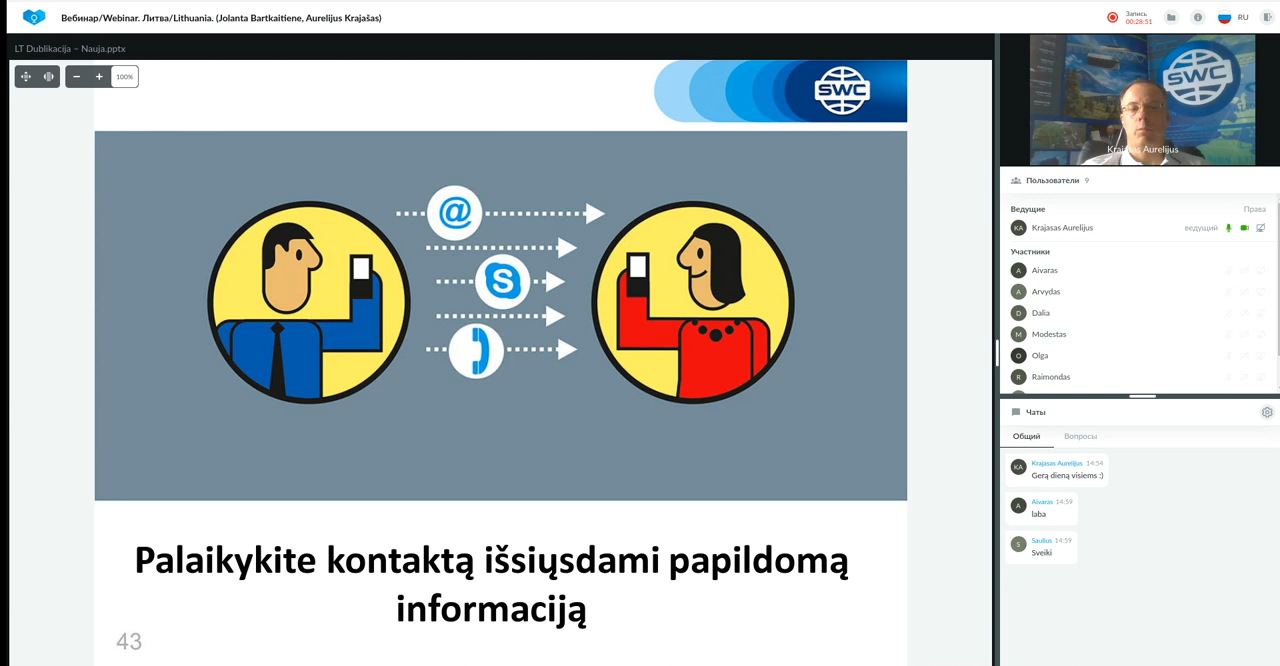 Вебинар/Webinar. Литва/Lithuania. (Jolanta Bartkaitiene, Aurelijus Krajašas)
Запись
00:28:51
RU
LT Dublikacija – Nauja.pptx
100%
SWC
@
S
Palaikykite kontaktą išsiųsdami papildomą
informaciją
43
SWC
Krajasas Aurelijus
Пользователи 9
Ведущие Права
KA Krajasas Aurelijus ведущий
Участники
A Aivaras
A Arvydas
D Dalia
M Modestas
O Olga
R Raimondas
Чаты
Общий Вопросы
KA Krajasas Aurelijus 14:54
Gerą dieną visiems :)
A Aivaras 14:59
laba
S Saulius 14:59
Sveiki